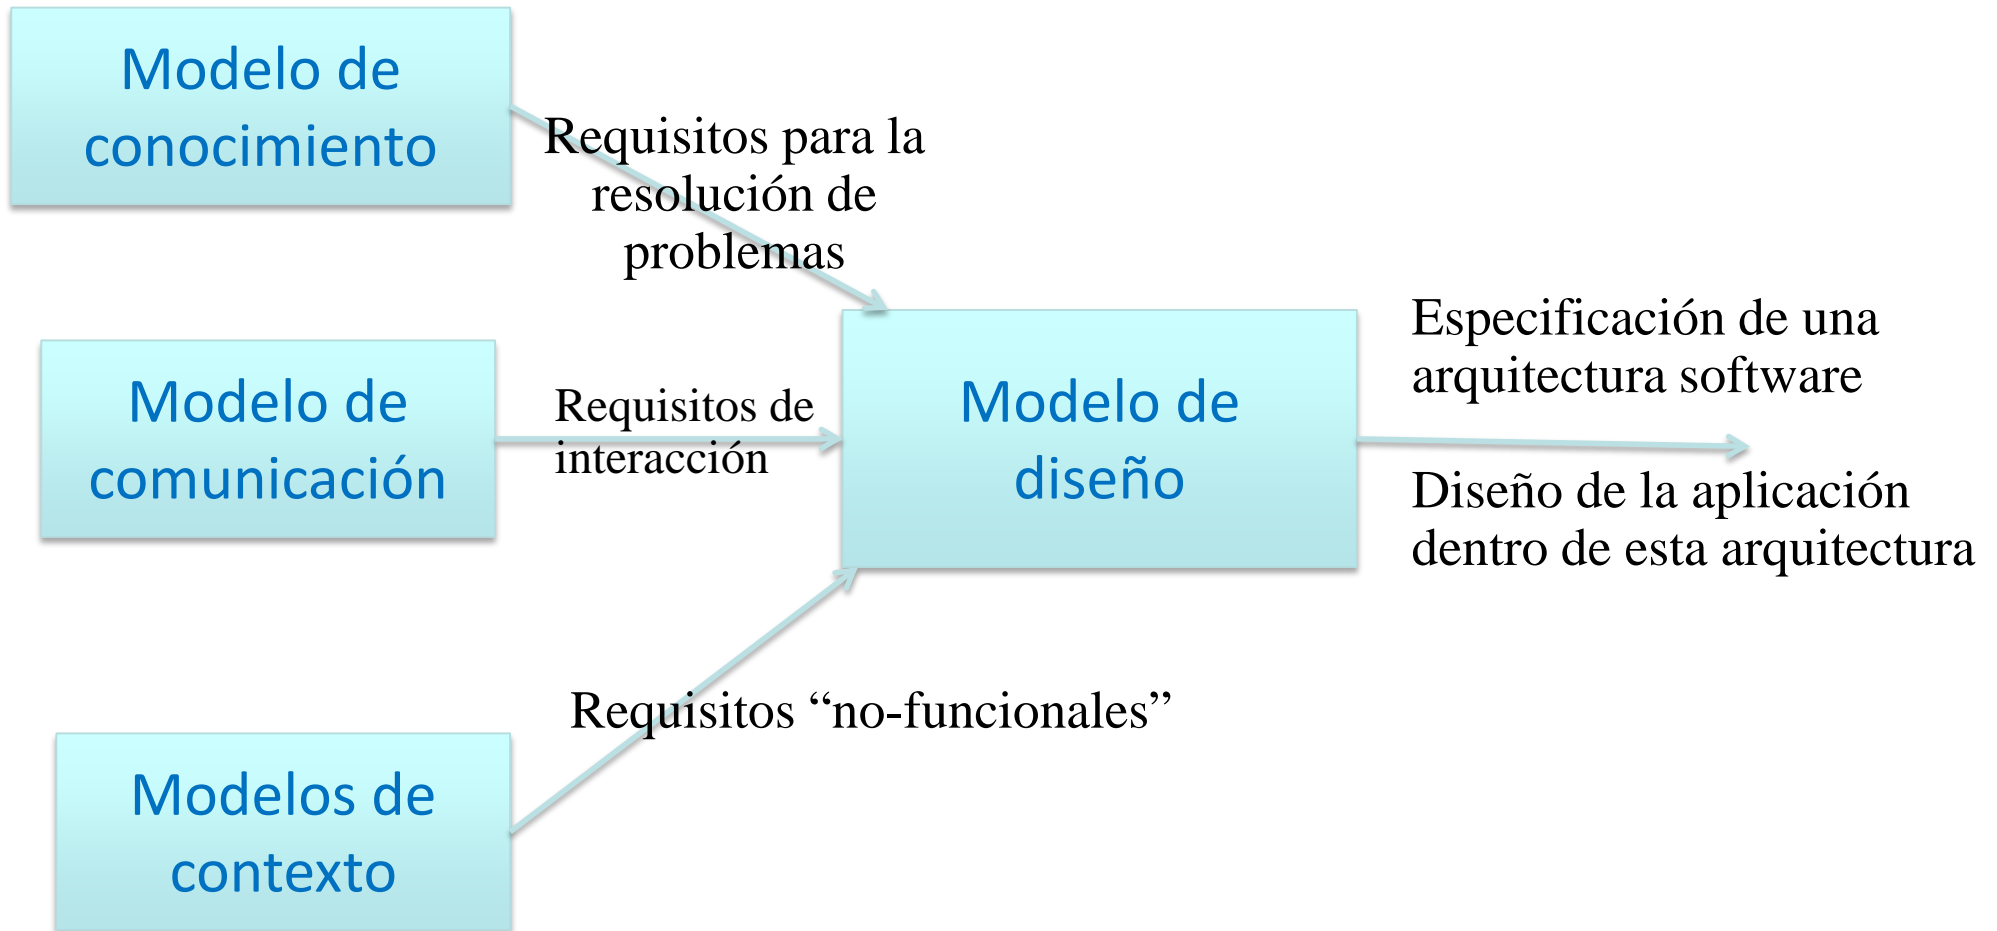 Modelo de
conocimiento
Requisitos para la
resolución de
problemas
Modelo de
comunicación
Requisitos de
interacción
Modelo de
diseño
Especificación de una
arquitectura software
Diseño de la aplicación
dentro de esta arquitectura
Requisitos “no-funcionales”
Modelos de
contexto